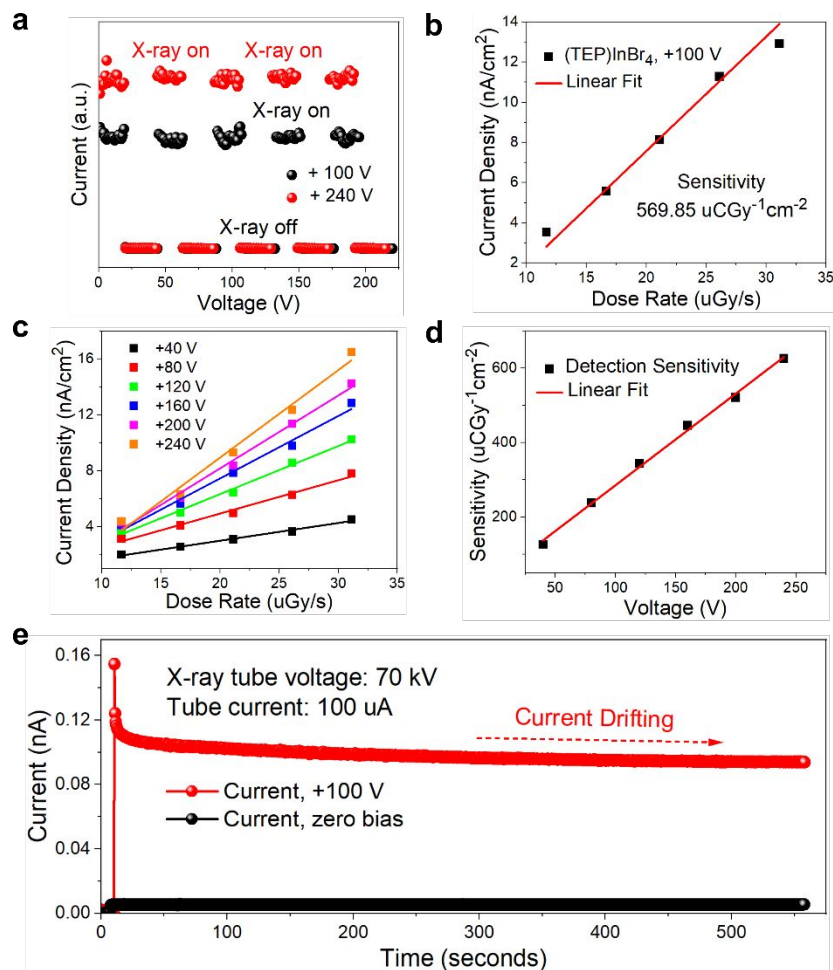 a
X-ray on X-ray on
X-ray on
+ 100 V
+ 240 V
X-ray off
Current (a.u.)
0 50 100 150 200
Voltage (V)
b
14
12
10
8
6
4
2
(TEP)InBr₄, +100 V
Linear Fit
Sensitivity
569.85 uCGy⁻¹cm⁻²
Current Density (nA/cm²)
10 15 20 25 30 35
Dose Rate (uGy/s)
c
16
12
8
4
+40 V
+80 V
+120 V
+160 V
+200 V
+240 V
Current Density (nA/cm²)
10 15 20 25 30 35
Dose Rate (uGy/s)
d
600
400
200
Detection Sensitivity
Linear Fit
Sensitivity (uCGy⁻¹cm⁻²)
50 100 150 200 250
Voltage (V)
e
0.16
0.12
0.08
0.04
0.00
X-ray tube voltage: 70 kV
Tube current: 100 uA
Current Drifting
Current, +100 V
Current, zero bias
Current (nA)
0 100 200 300 400 500
Time (seconds)